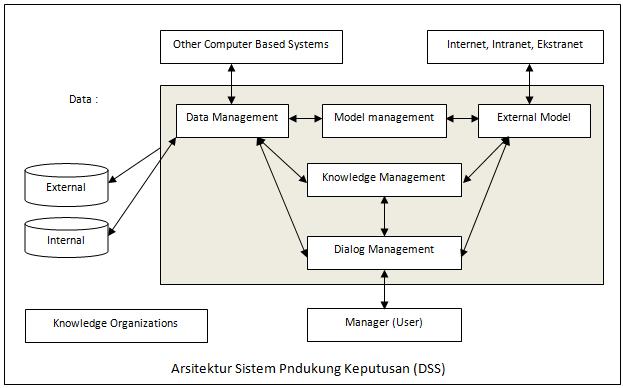 Other Computer Based Systems
Internet, Intranet, Ekstranet
Data :
Data Management
Model management
External Model
External
Knowledge Management
Internal
Dialog Management
Knowledge Organizations
Manager (User)
Arsitektur Sistem Pndukung Keputusan (DSS)